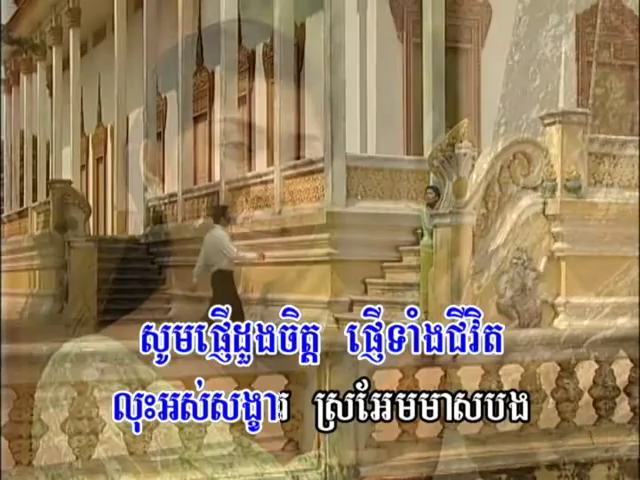 សូមផ្ញើដួងចិត្ត ផ្ញើទាំងជីវិត
លុះអស់សង្ខារ ស្រអែមមាសបង